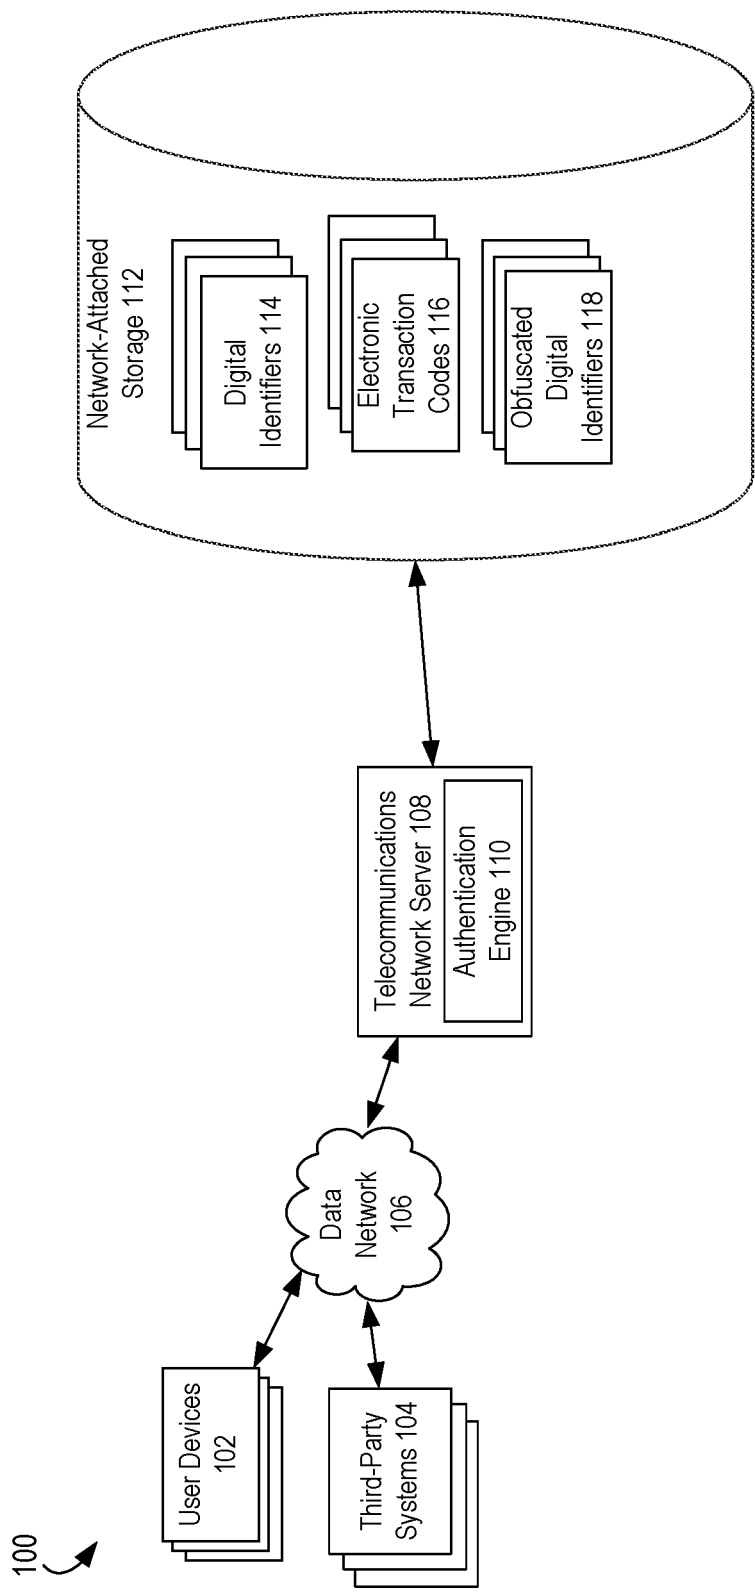 100
User Devices
102
Third-Party
Systems 104
Data
Network
106
Telecommunications
Network Server 108
Authentication
Engine 110
Network-Attached
Storage 112
Digital
Identifiers 114
Electronic
Transaction
Codes 116
Obfuscated
Digital
Identifiers 118